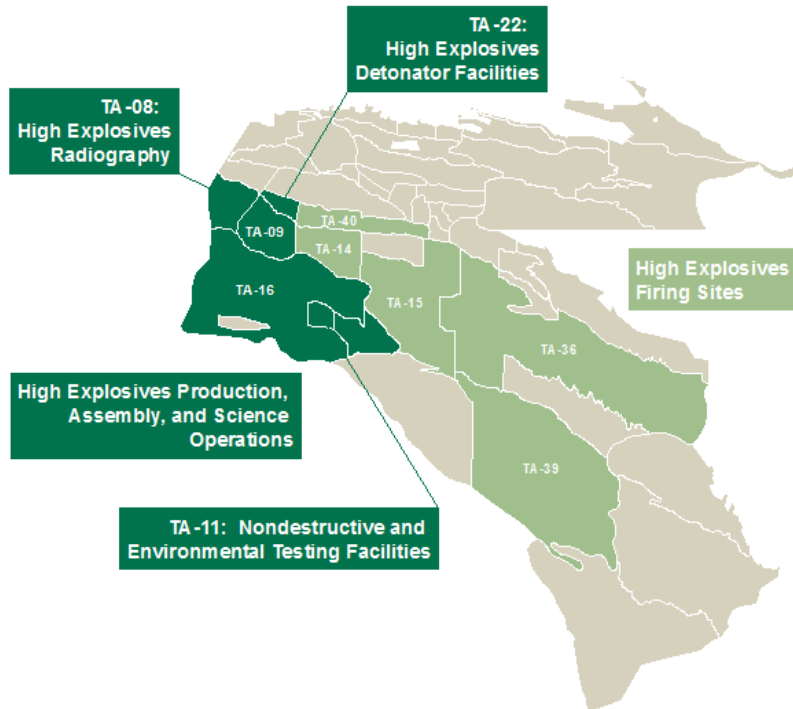 TA-22:
High Explosives
Detonator Facilities
TA-08:
High Explosives
Radiography
TA-40
TA-09
TA-14
TA-16
TA-15
High Explosives
Firing Sites
TA-36
High Explosives Production,
Assembly, and Science
Operations
TA-39
TA-11: Nondestructive and
Environmental Testing Facilities